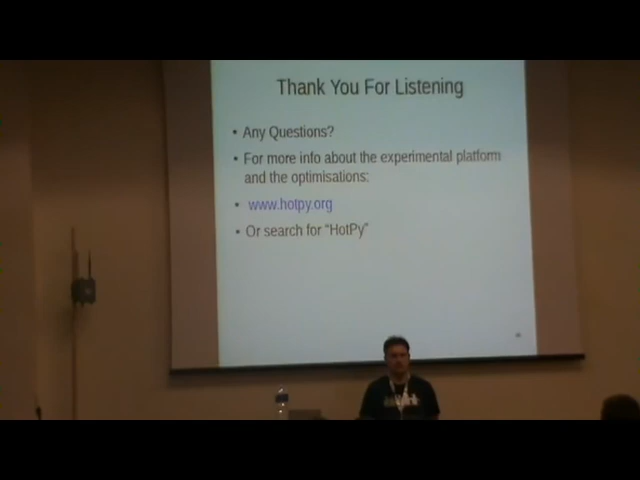 Thank You For Listening
• Any Questions?
• For more info about the experimental platform
and the optimisations:
• www.hotpy.org
• Or search for “HotPy”